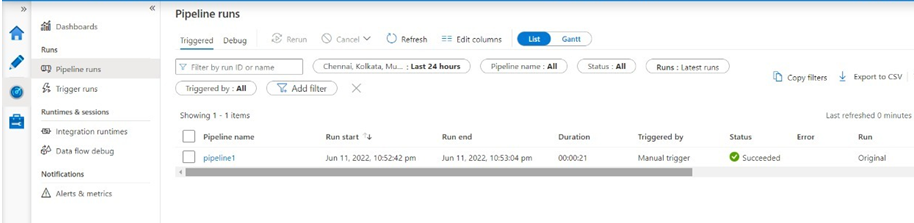 Pipeline runs
Dashboards
Runs
Pipeline runs
Trigger runs
Runtimes & sessions
Integration runtimes
Data flow debug
Notifications
Alerts & metrics
Triggered Debug Rerun Cancel Refresh Edit columns List Gantt
Filter by run ID or name Chennai, Kolkata, Mu... : Last 24 hours Pipeline name : All Status : All Runs : Latest runs
Copy filters Export to CSV
Triggered by : All Add filter
Showing 1 - 1 items Last refreshed 0 minutes
Pipeline name Run start Run end Duration Triggered by Status Error Run
pipeline1 Jun 11, 2022, 10:52:42 pm Jun 11, 2022, 10:53:04 pm 00:00:21 Manual trigger Succeeded Original